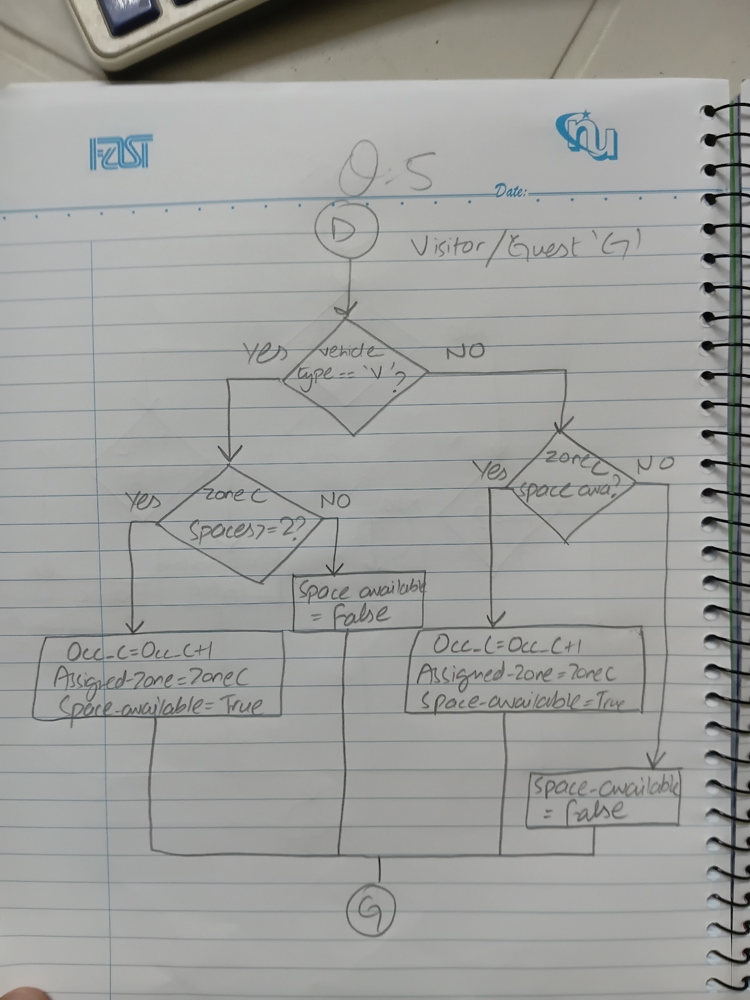 FAST
nu
Q:5
Date:
D
Visitor/Guest 'G'
Yes
vehicle
type == 'V'?
NO
Yes
zone C
space ava?
NO
Yes
zone C
spaces>=2?
NO
Space available
= False
Occ_C=Occ_C+1
Assigned-zone=zoneC
Space-available=True
Occ_C=Occ_C+1
Assigned-zone=zoneC
Space-available=True
Space-available
= False
G